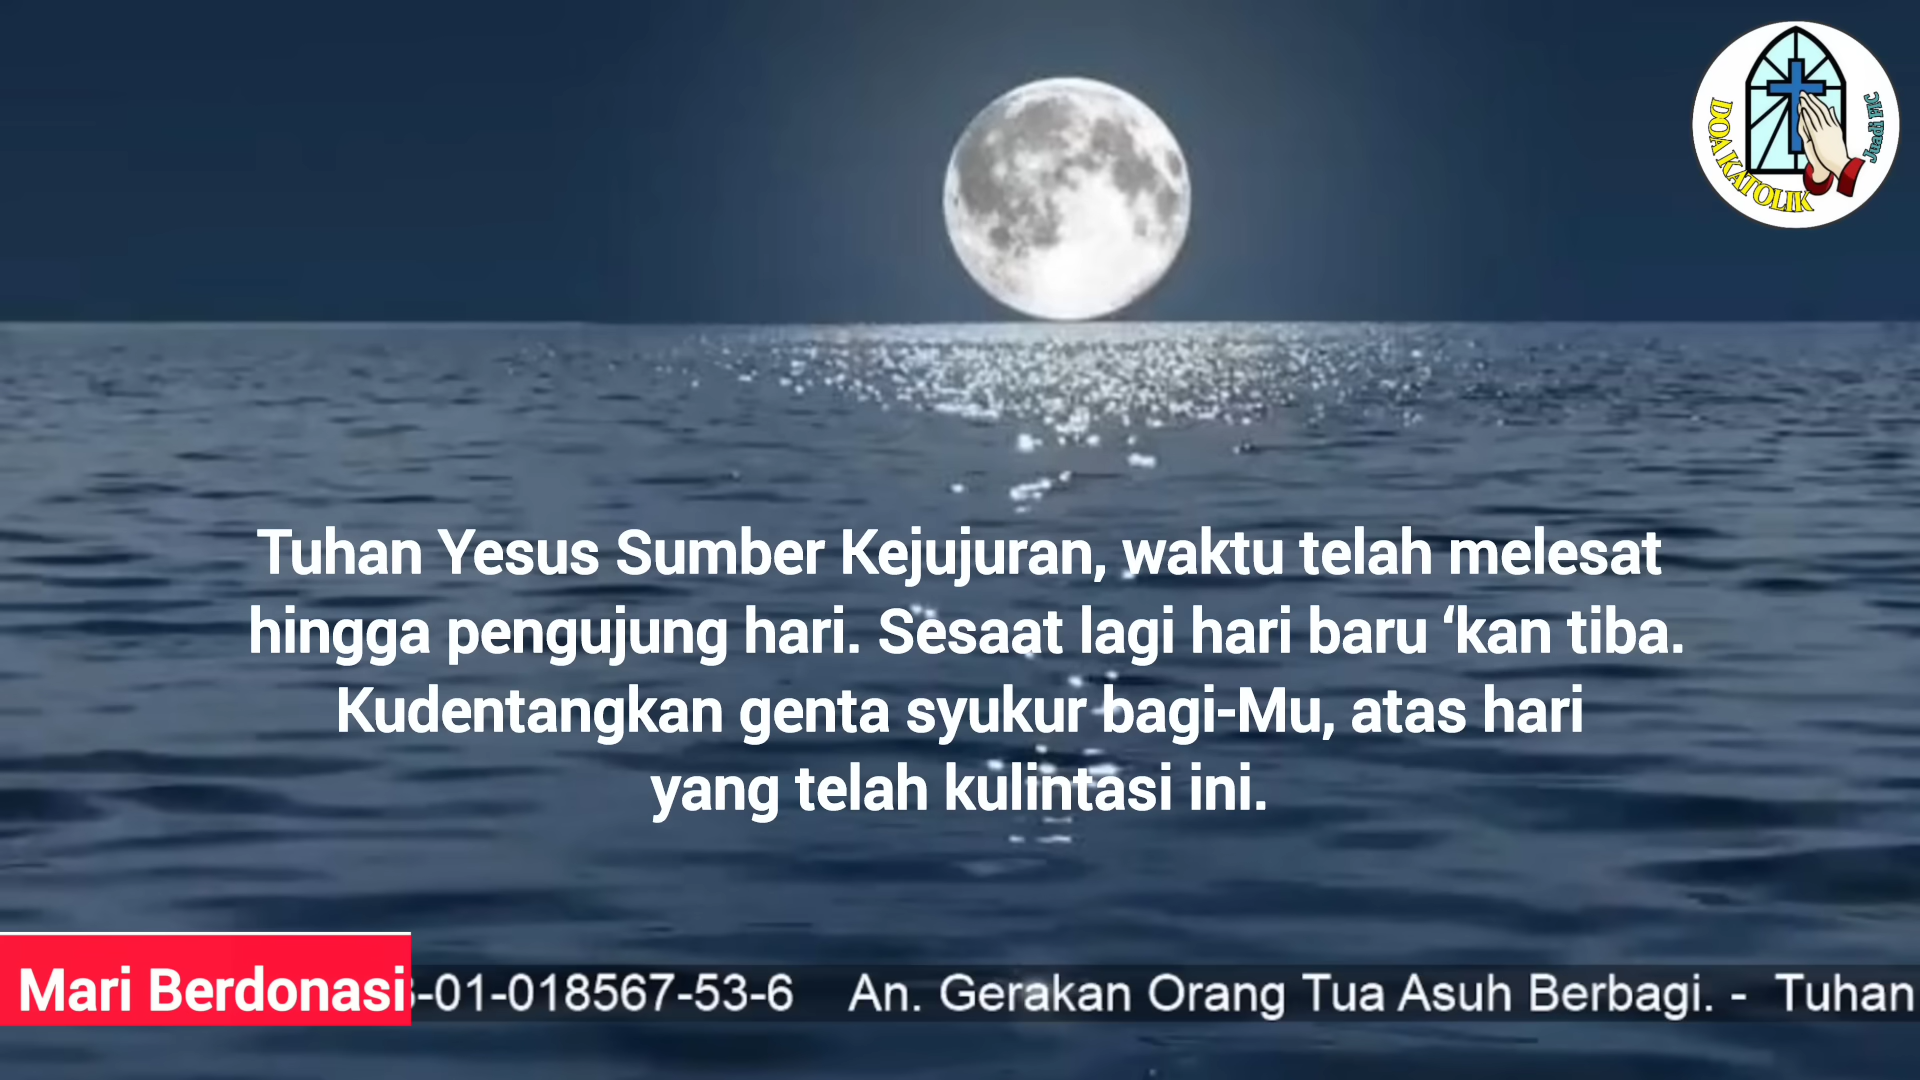 DOA KATOLIK
Juadi FIC
Tuhan Yesus Sumber Kejujuran, waktu telah melesat
hingga pengujung hari. Sesaat lagi hari baru ‘kan tiba.
Kudentangkan genta syukur bagi-Mu, atas hari
yang telah kulintasi ini.
Mari Berdonasi -01-018567-53-6 An. Gerakan Orang Tua Asuh Berbagi. - Tuhan